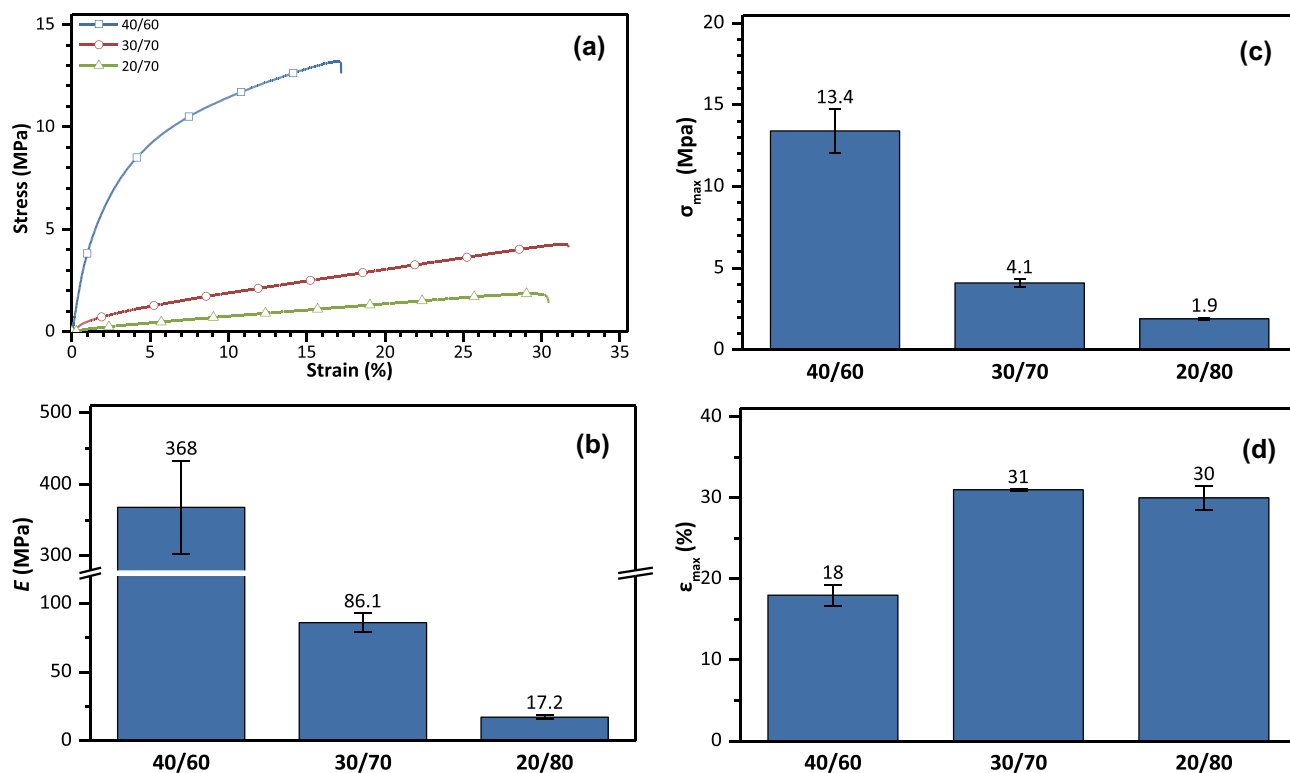 (a)
40/60
30/70
20/70
15
10
5
0
0 5 10 15 20 25 30 35
Stress (MPa)
Strain (%)
(c)
20
15
10
5
0
σmax (Mpa)
13.4
4.1
1.9
40/60 30/70 20/80
(b)
500
400
300
100
50
0
E (MPa)
368
86.1
17.2
40/60 30/70 20/80
(d)
40
30
20
10
0
εmax (%)
18
31
30
40/60 30/70 20/80